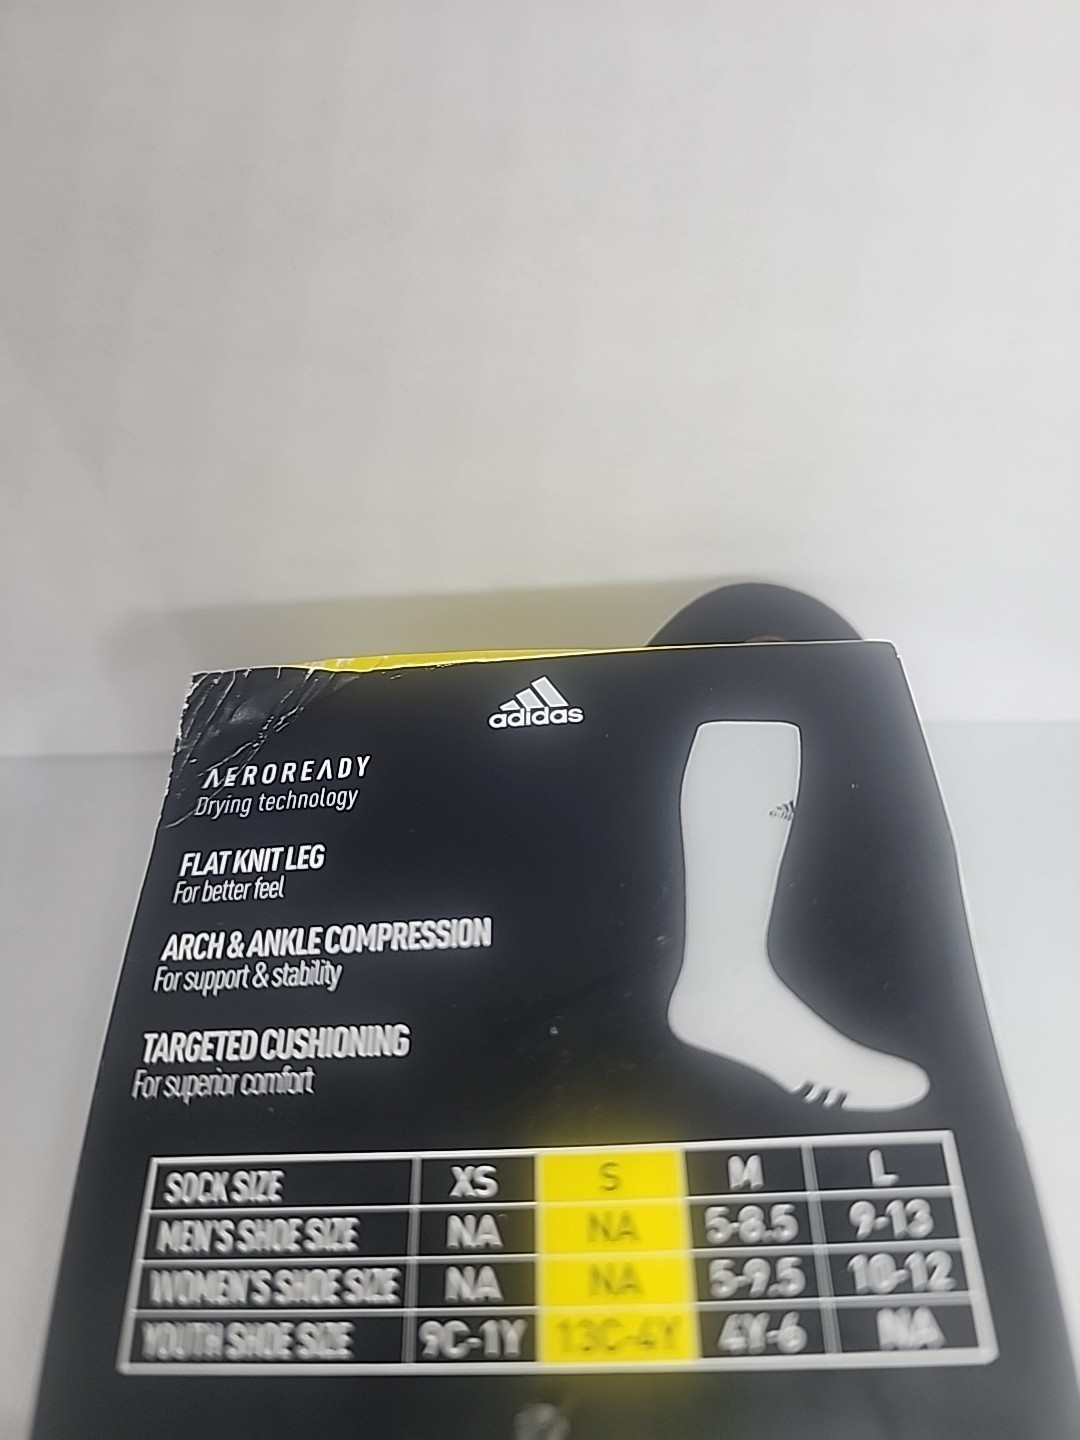 adidas
AEROREADY
Drying technology
FLAT KNIT LEG
For better feel
ARCH & ANKLE COMPRESSION
For support & stability
TARGETED CUSHIONING
For superior comfort
SOCK SIZE XS S M L
MEN'S SHOE SIZE NA NA 5-8.5 9-13
WOMEN'S SHOE SIZE NA NA 5-9.5 10-12
YOUTH SHOE SIZE 9C-1Y 13C-4Y 4Y-6 NA